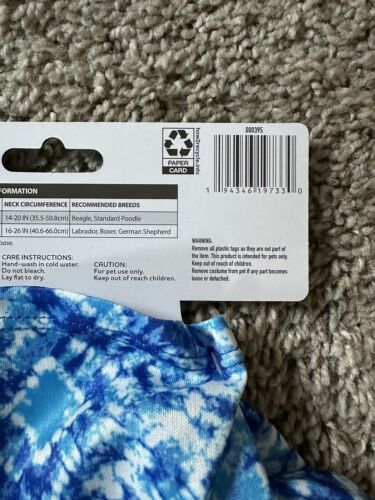 how2recycle.info
PAPER
CARD
000395
1 94346 19733 0
FORMATION
NECK CIRCUMFERENCE RECOMMENDED BREEDS
14-20 IN (35.5-50.8cm) Beagle, Standard Poodle
16-26 IN (40.6-66.0cm) Labrador, Boxer, German Shepherd
base.
CARE INSTRUCTIONS:
Hand-wash in cold water.
Do not bleach.
Lay flat to dry.
CAUTION:
For pet use only.
Keep out of reach of children.
WARNING:
Remove all plastic tags as they are not part of
the item. This product is intended for pets only.
Keep out of reach of children.
Remove costume from pet if any part becomes
loose or detached.